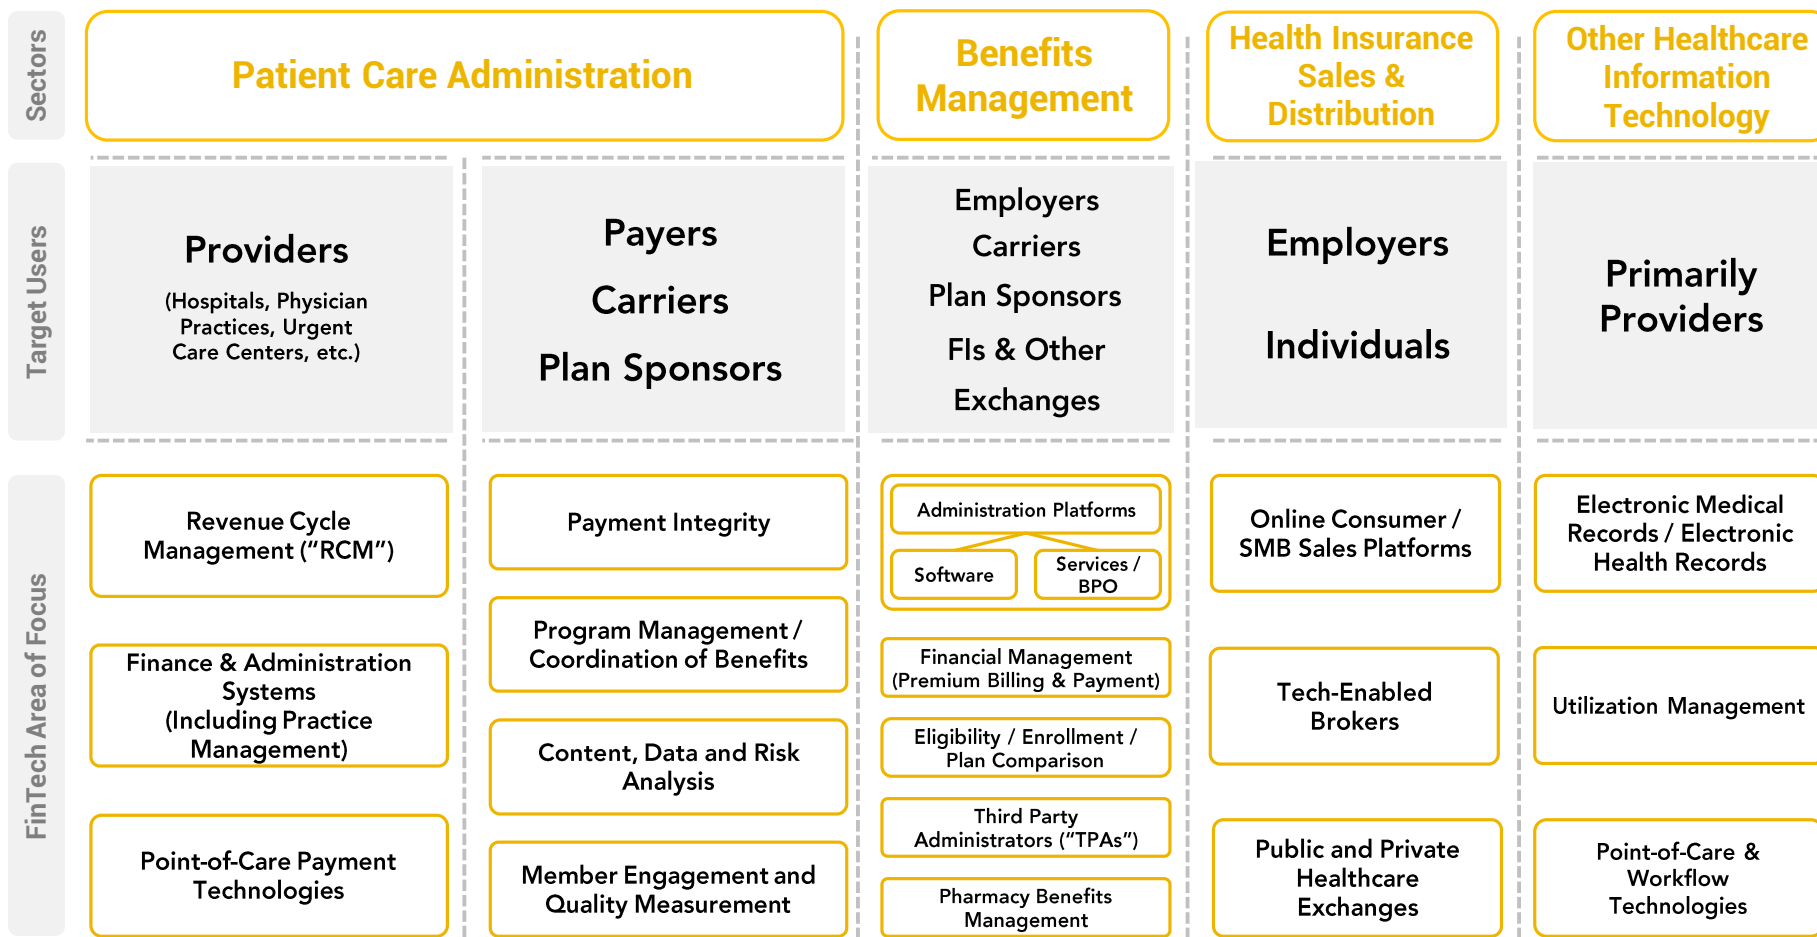 Sectors
Patient Care Administration
Benefits
Management
Health Insurance
Sales &
Distribution
Other Healthcare
Information
Technology
Target Users
Providers
(Hospitals, Physician
Practices, Urgent
Care Centers, etc.)
Payers
Carriers
Plan Sponsors
Employers
Carriers
Plan Sponsors
FIs & Other
Exchanges
Employers
Individuals
Primarily
Providers
FinTech Area of Focus
Revenue Cycle
Management (“RCM”)
Finance & Administration
Systems
(Including Practice
Management)
Point-of-Care Payment
Technologies
Payment Integrity
Program Management /
Coordination of Benefits
Content, Data and Risk
Analysis
Member Engagement and
Quality Measurement
Administration Platforms
Software
Services /
BPO
Financial Management
(Premium Billing & Payment)
Eligibility / Enrollment /
Plan Comparison
Third Party
Administrators (“TPAs”)
Pharmacy Benefits
Management
Online Consumer /
SMB Sales Platforms
Tech-Enabled
Brokers
Public and Private
Healthcare
Exchanges
Electronic Medical
Records / Electronic
Health Records
Utilization Management
Point-of-Care &
Workflow
Technologies